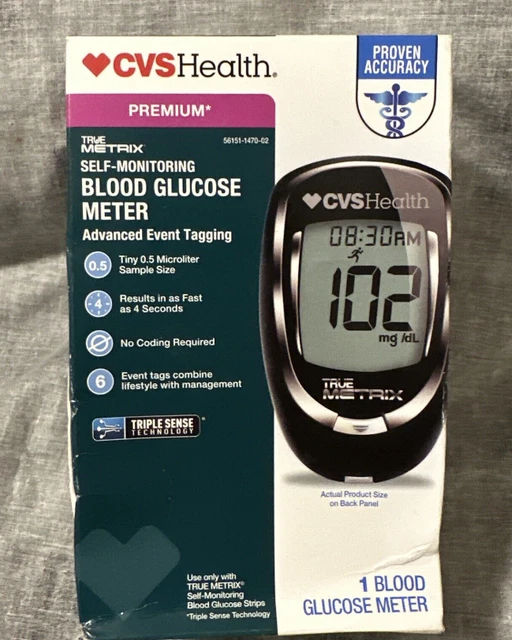 CVSHealth®
PROVEN
ACCURACY
PREMIUM*
TRUE
METRIX®
56151-1470-02
SELF-MONITORING
BLOOD GLUCOSE
METER
Advanced Event Tagging
0.5
Tiny 0.5 Microliter
Sample Size
4
Results in as Fast
as 4 Seconds
No Coding Required
6
Event tags combine
lifestyle with management
TRIPLE SENSE
TECHNOLOGY®
CVSHealth
08:30AM
102
mg/dL
TRUE
METRIX
Actual Product Size
on Back Panel
Use only with
TRUE METRIX®
Self-Monitoring
Blood Glucose Strips
*Triple Sense Technology
1 BLOOD
GLUCOSE METER